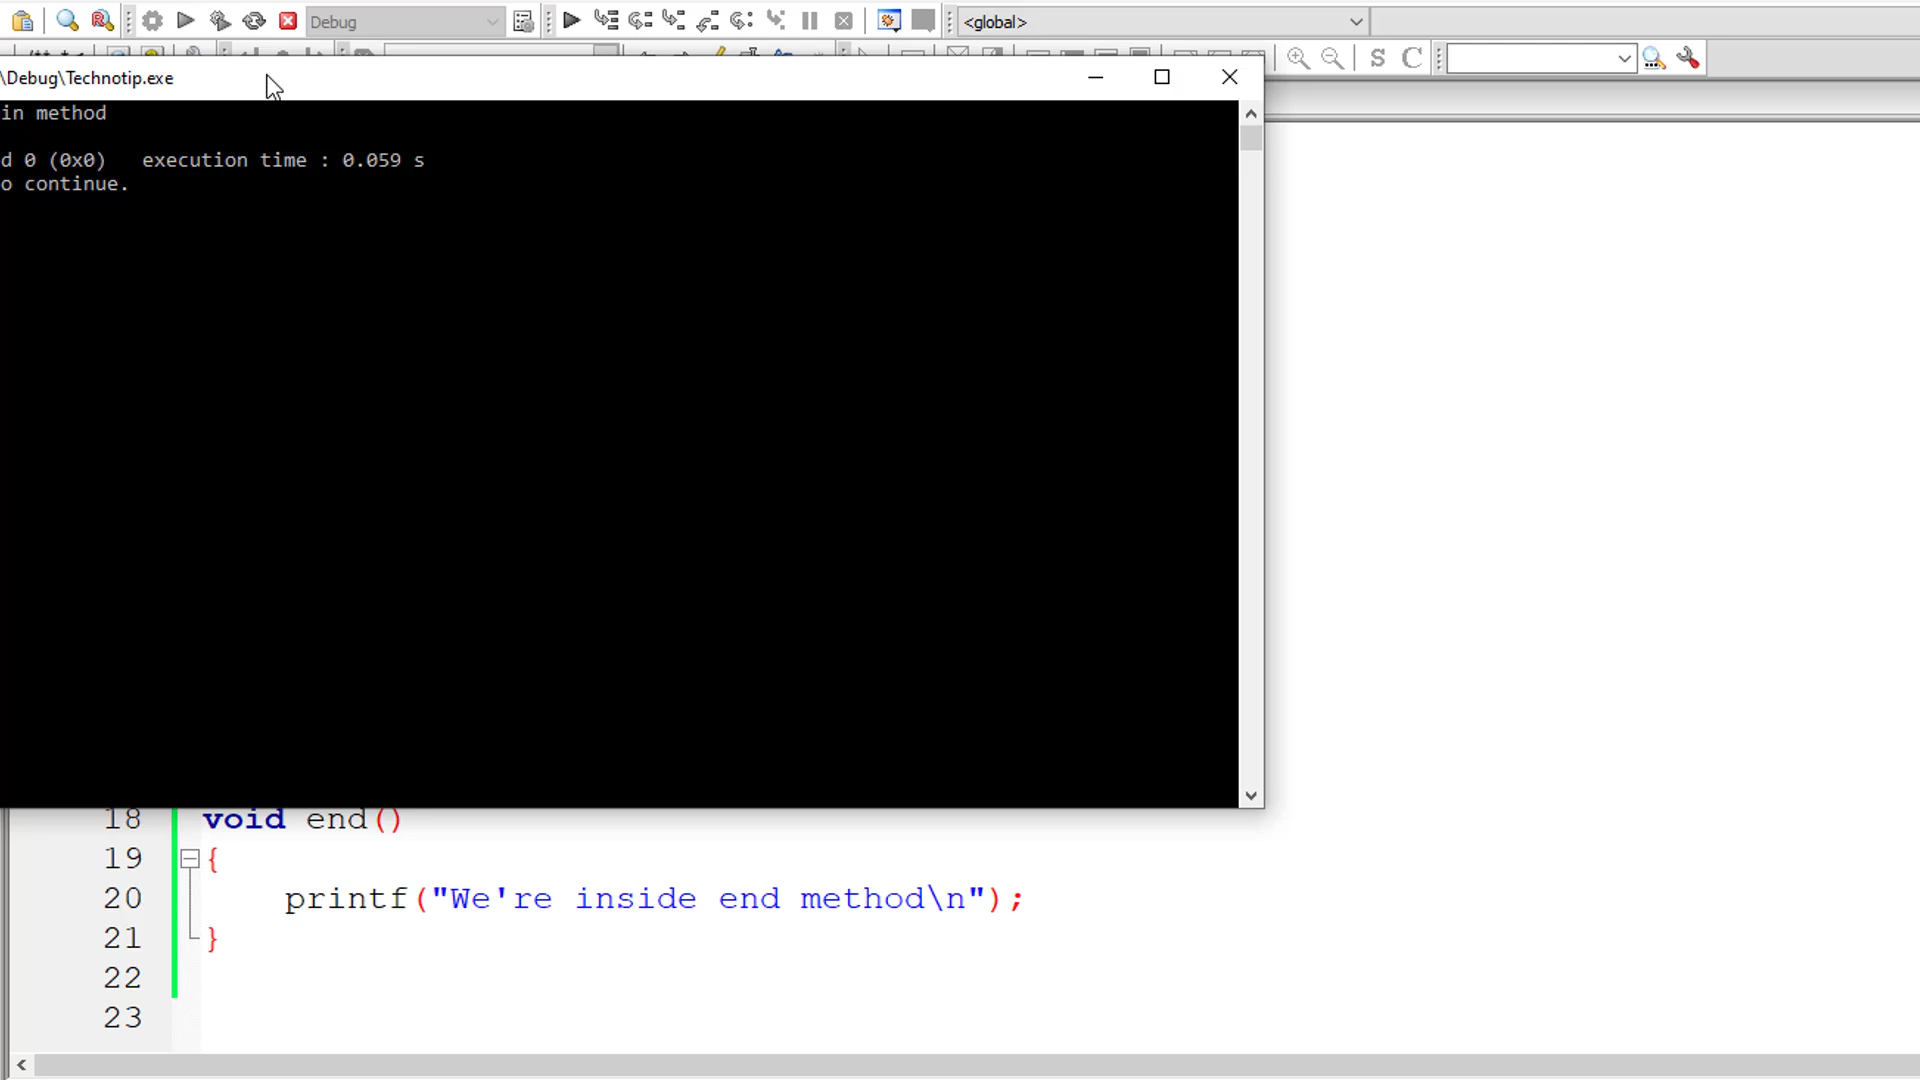 Debug
<global>
S C
\Debug\Technotip.exe
in method
d 0 (0x0) execution time : 0.059 s
o continue.
18 void end()
19 {
20 printf("We're inside end method\n");
21 }
22
23